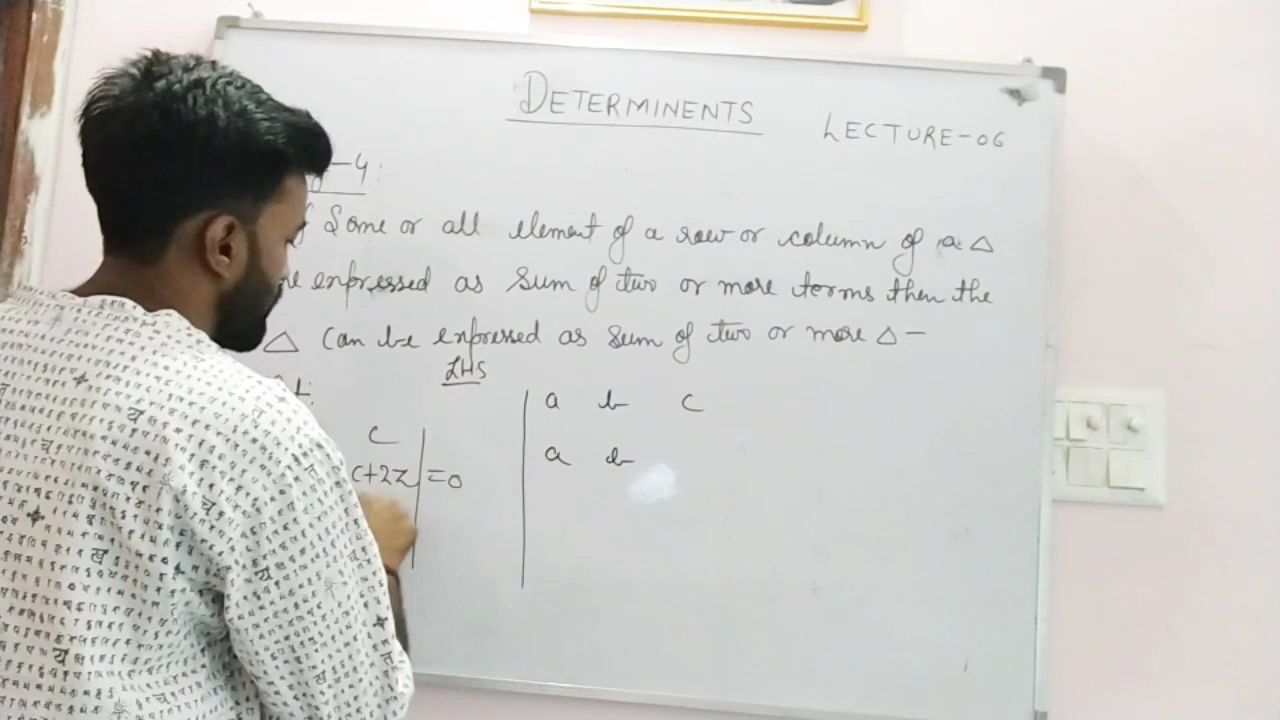 DETERMINENTS
LECTURE-06
-4:
Some or all element of a row or column of a △
enpressed as sum of two or more terms then the
△ can be enpressed as sum of two or more △ -
LHS
a b c
a b
c
c+2z =0